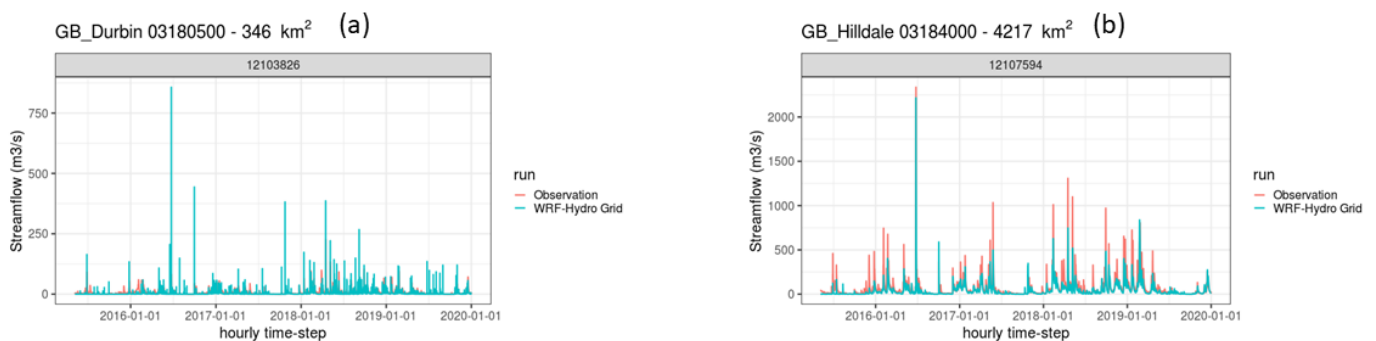 GB_Durbin 03180500 - 346 km² (a)
12103826
Streamflow (m3/s)
750
500
250
0
2016-01-01 2017-01-01 2018-01-01 2019-01-01 2020-01-01
hourly time-step
run
Observation
WRF-Hydro Grid
GB_Hilldale 03184000 - 4217 km² (b)
12107594
Streamflow (m3/s)
2000
1500
1000
500
0
2016-01-01 2017-01-01 2018-01-01 2019-01-01 2020-01-01
hourly time-step
run
Observation
WRF-Hydro Grid